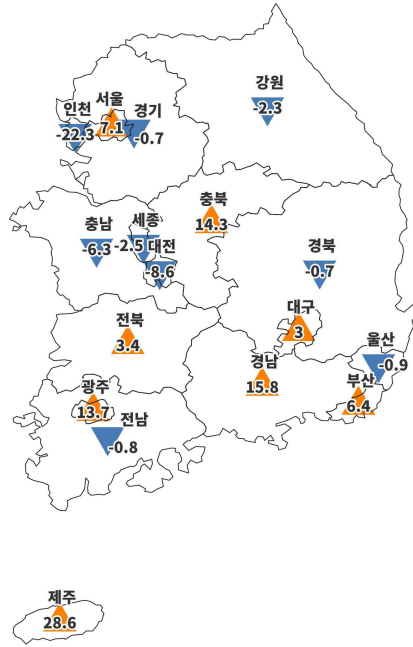 강원
-2.3
서울
7.1
인천
-22.3
경기
-0.7
충북
14.3
세종
-2.5
충남
-6.3
대전
-8.6
경북
-0.7
대구
3
전북
3.4
울산
-0.9
경남
15.8
부산
6.4
광주
13.7
전남
-0.8
제주
28.6